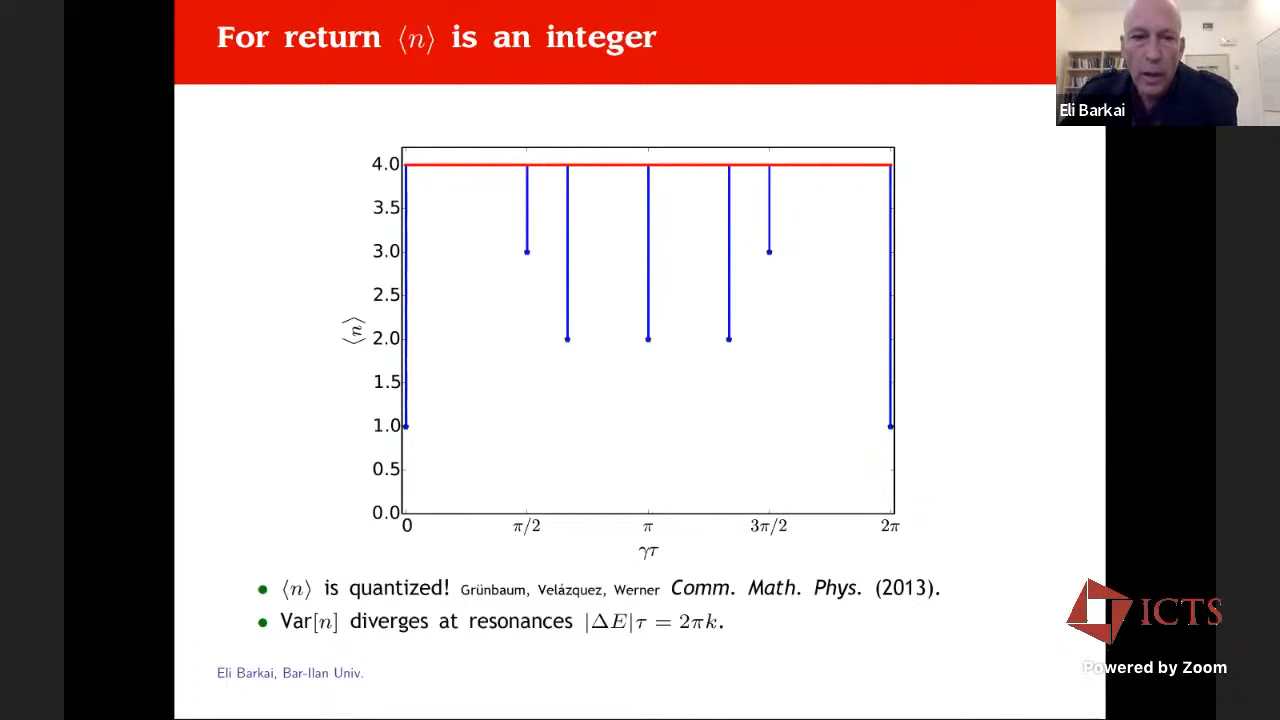 For return ⟨n⟩ is an integer
Eli Barkai
4.0
3.5
3.0
2.5
2.0
1.5
1.0
0.5
0.0
⟨n⟩
0 π/2 π 3π/2 2π
γτ
• ⟨n⟩ is quantized! Grünbaum, Velázquez, Werner Comm. Math. Phys. (2013).
• Var[n] diverges at resonances |ΔE|τ = 2πk.
ICTS
Powered by Zoom
Eli Barkai, Bar-Ilan Univ.